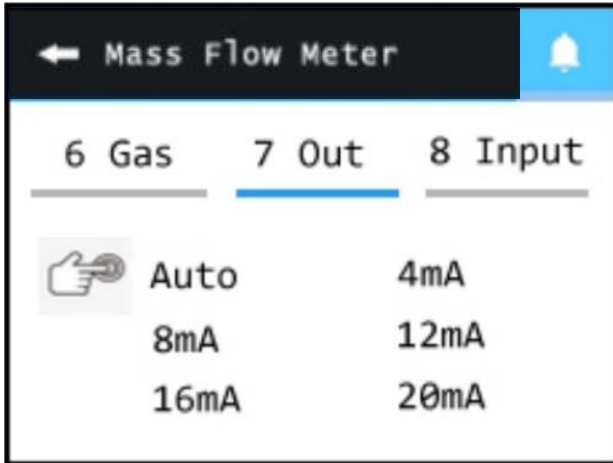 Mass Flow Meter
6 Gas 7 Out 8 Input
Auto 4mA
8mA 12mA
16mA 20mA